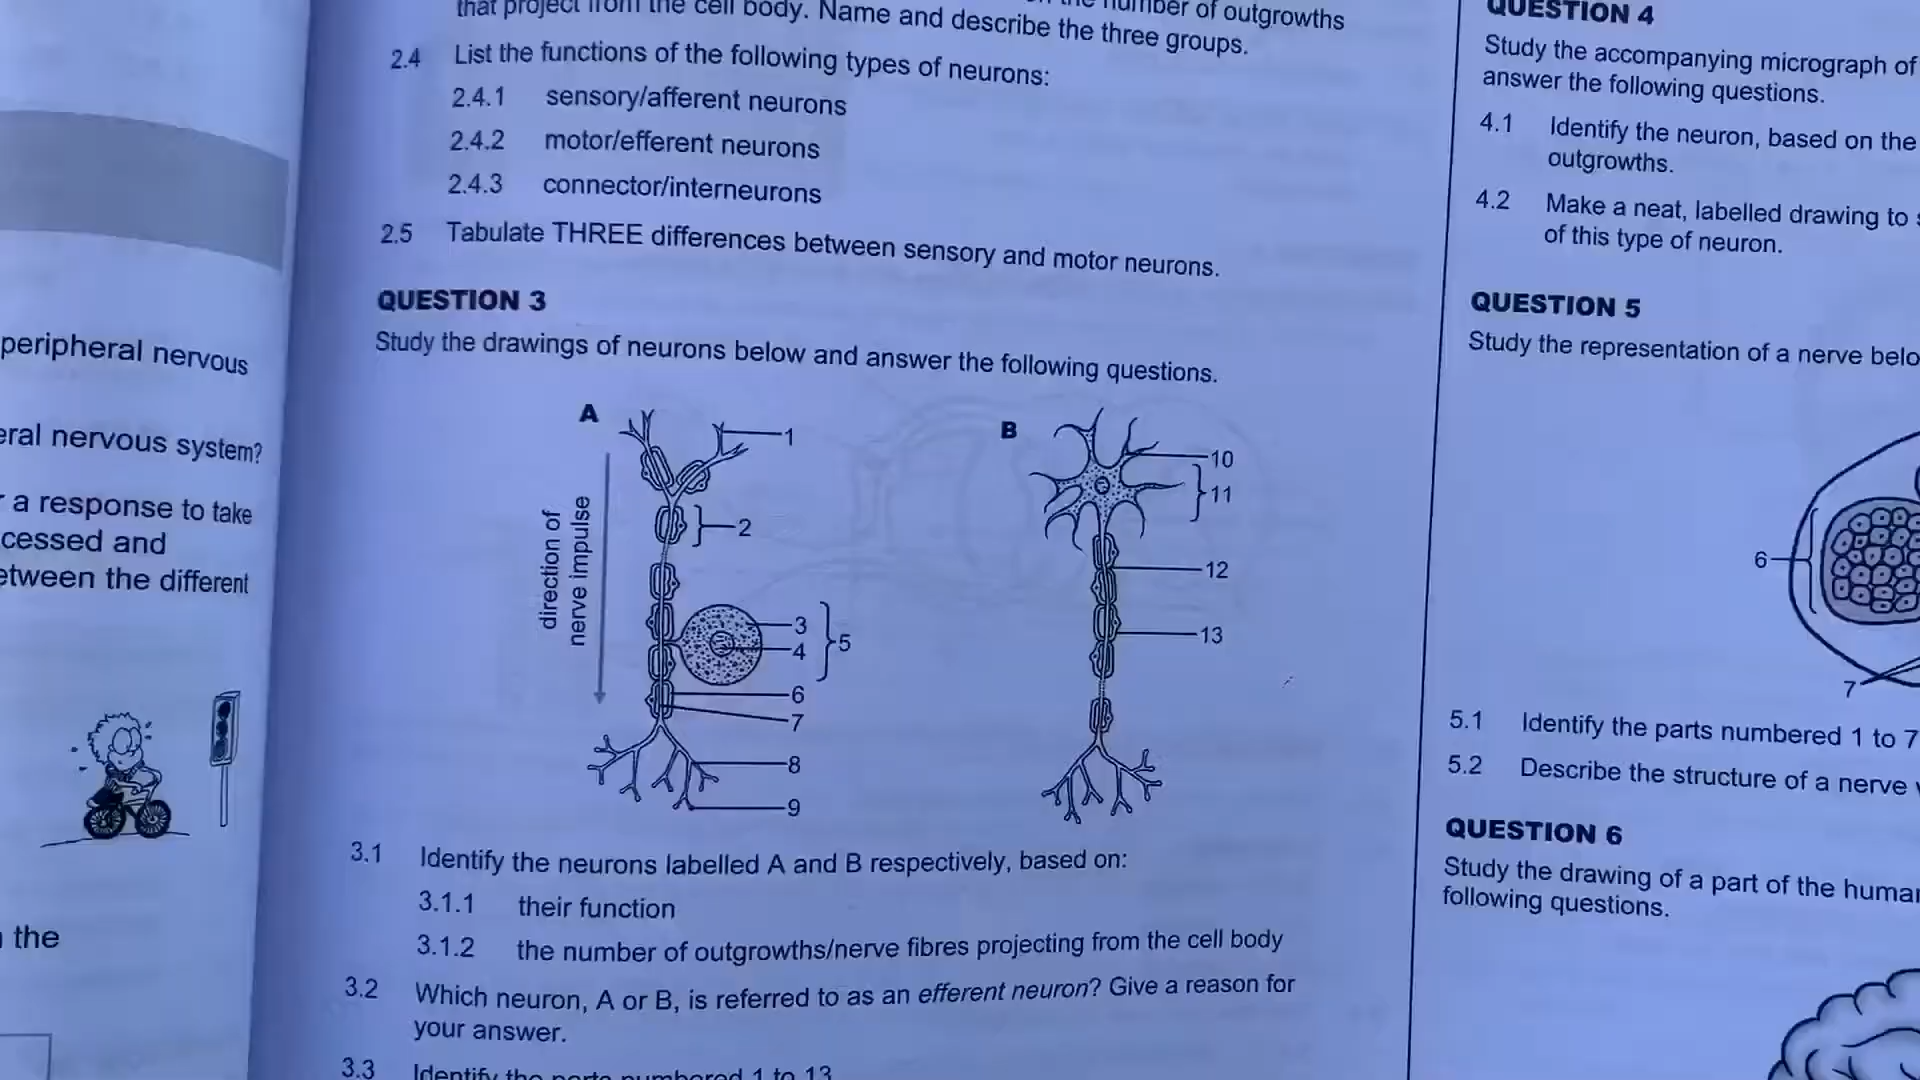 peripheral nervous
eral nervous system?
a response to take
cessed and
etween the different
the
the number of outgrowths
that project from the cell body. Name and describe the three groups.
2.4 List the functions of the following types of neurons:
2.4.1 sensory/afferent neurons
2.4.2 motor/efferent neurons
2.4.3 connector/interneurons
2.5 Tabulate THREE differences between sensory and motor neurons.
QUESTION 3
Study the drawings of neurons below and answer the following questions.
A
direction of
nerve impulse
1
2
3
4
5
6
7
8
9
B
10
11
12
13
3.1 Identify the neurons labelled A and B respectively, based on:
3.1.1 their function
3.1.2 the number of outgrowths/nerve fibres projecting from the cell body
3.2 Which neuron, A or B, is referred to as an efferent neuron? Give a reason for
your answer.
3.3 Identify the parts numbered 1 to 13
QUESTION 4
Study the accompanying micrograph of
answer the following questions.
4.1 Identify the neuron, based on the
outgrowths.
4.2 Make a neat, labelled drawing to s
of this type of neuron.
QUESTION 5
Study the representation of a nerve belo
6
7
5.1 Identify the parts numbered 1 to 7
5.2 Describe the structure of a nerve
QUESTION 6
Study the drawing of a part of the human
following questions.